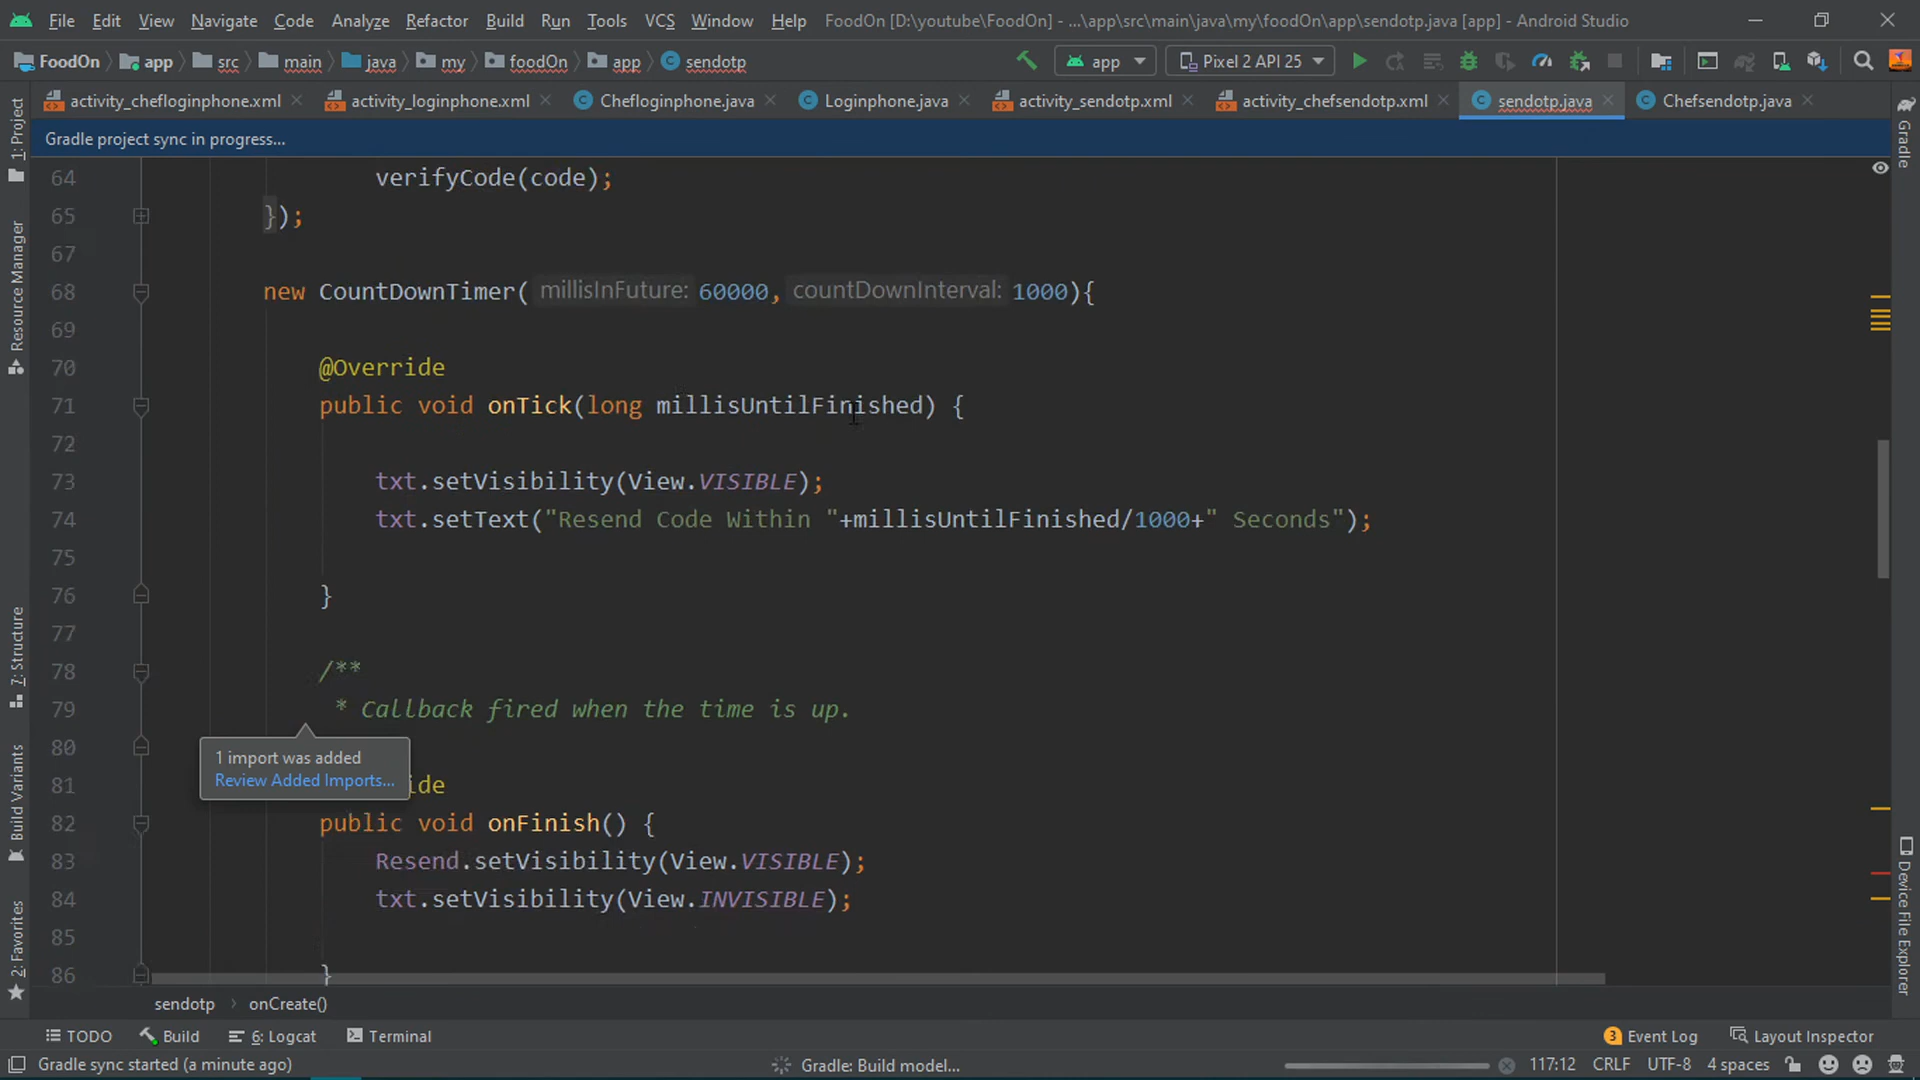 File Edit View Navigate Code Analyze Refactor Build Run Tools VCS Window Help FoodOn [D:\youtube\FoodOn] - ...\app\src\main\java\my\foodOn\app\sendotp.java [app] - Android Studio
FoodOn app src main java my foodOn app sendotp app Pixel 2 API 25
activity_chefloginphone.xml activity_loginphone.xml Chefloginphone.java Loginphone.java activity_sendotp.xml activity_chefsendotp.xml sendotp.java Chefsendotp.java
Gradle project sync in progress...
64 verifyCode(code);
65 });
67
68 new CountDownTimer( millisInFuture: 60000, countDownInterval: 1000){
69
70 @Override
71 public void onTick(long millisUntilFinished) {
72
73 txt.setVisibility(View.VISIBLE);
74 txt.setText("Resend Code Within "+millisUntilFinished/1000+" Seconds");
75
76 }
77
78 /**
79 * Callback fired when the time is up.
80
81 ide
82 public void onFinish() {
83 Resend.setVisibility(View.VISIBLE);
84 txt.setVisibility(View.INVISIBLE);
85
86 }
1 import was added
Review Added Imports...
1: Project
Resource Manager
7: Structure
Build Variants
2: Favorites
Gradle
Device File Explorer
sendotp onCreate()
TODO Build 6: Logcat Terminal 3 Event Log Layout Inspector
Gradle sync started (a minute ago) Gradle: Build model... 117:12 CRLF UTF-8 4 spaces